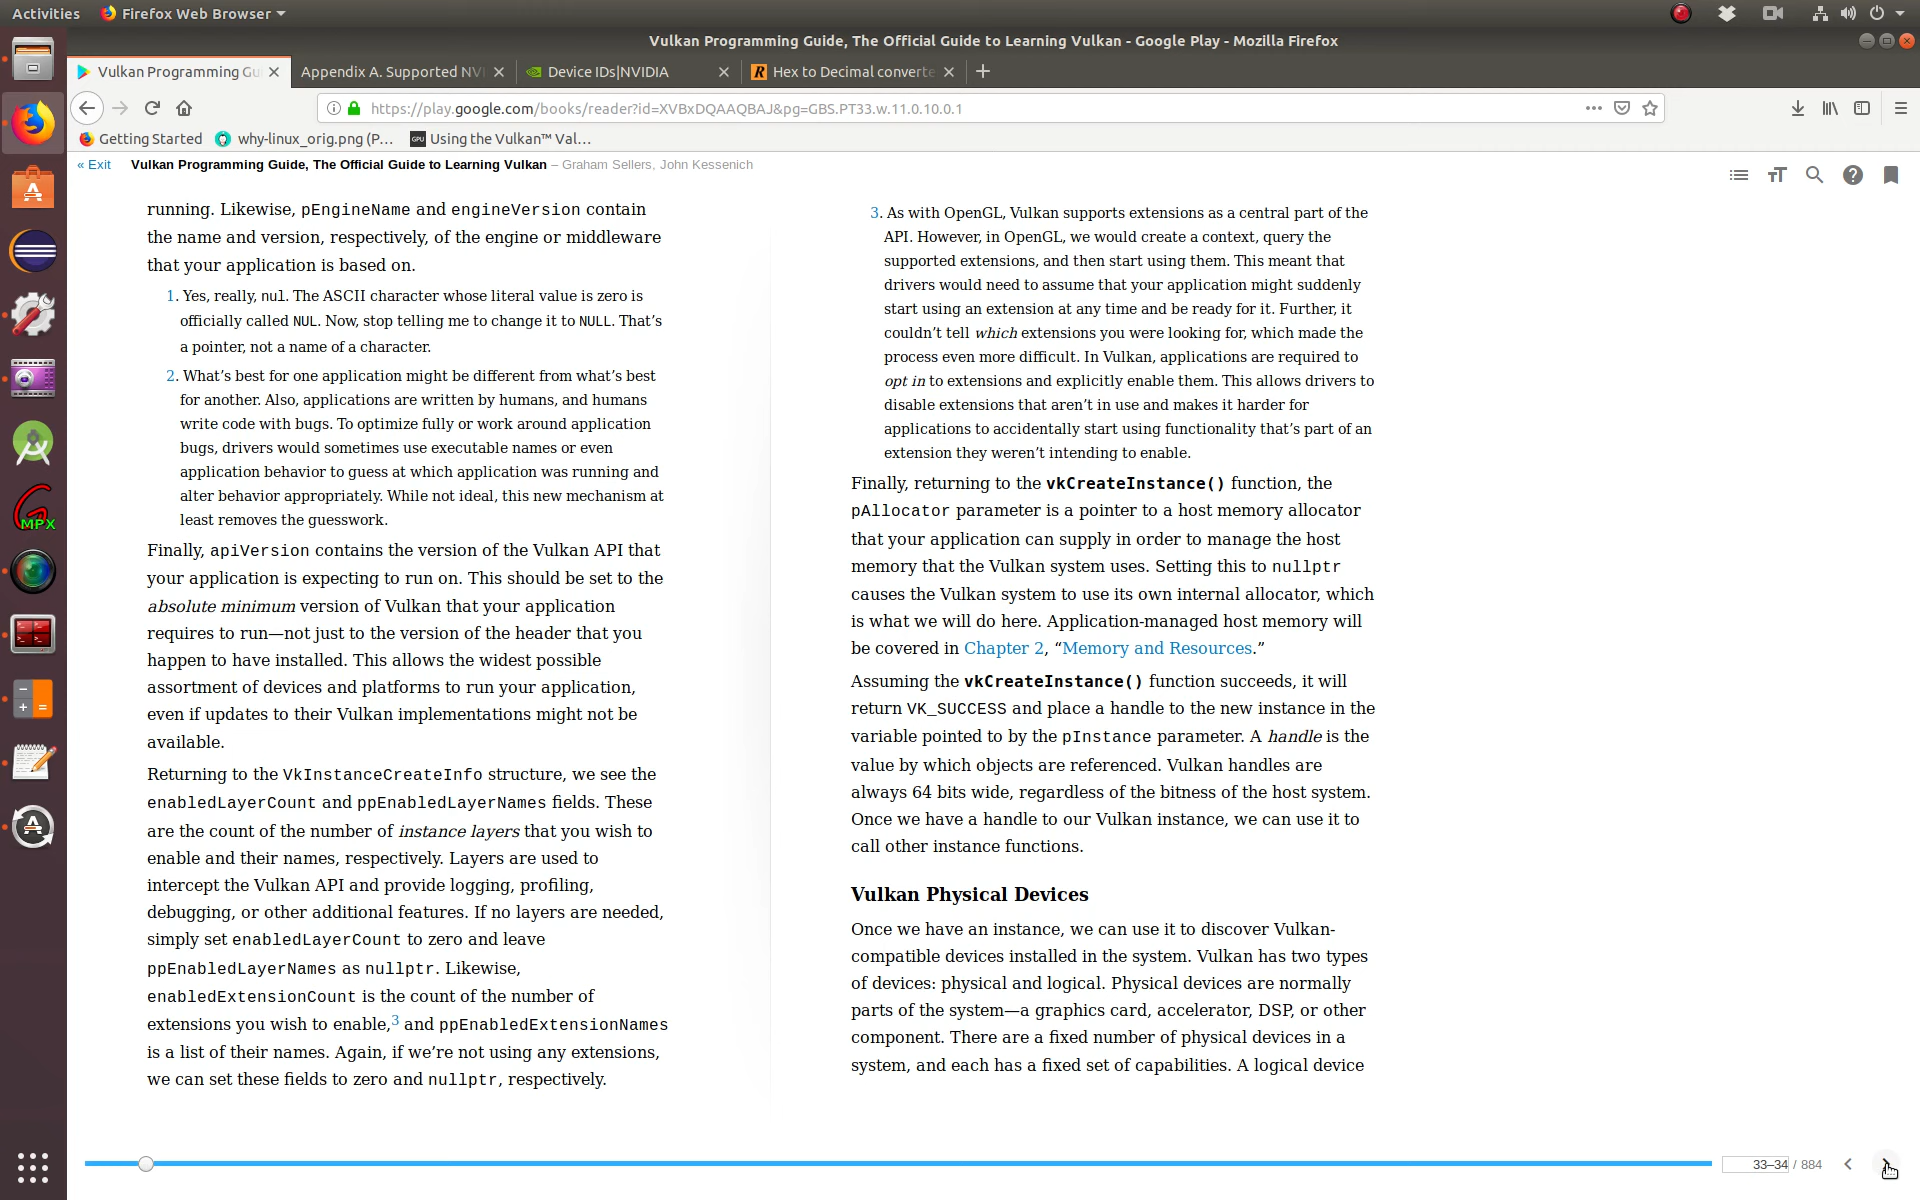 Activities
Firefox Web Browser
Vulkan Programming Guide, The Official Guide to Learning Vulkan - Google Play - Mozilla Firefox
Vulkan Programming Gu
Appendix A. Supported NV
Device IDs|NVIDIA
Hex to Decimal converte
https://play.google.com/books/reader?id=XVBxDQAAQBAJ&pg=GBS.PT33.w.11.0.10.0.1
Getting Started
why-linux_orig.png (P...
Using the Vulkan™ Val...
« Exit
Vulkan Programming Guide, The Official Guide to Learning Vulkan – Graham Sellers, John Kessenich
running. Likewise, pEngineName and engineVersion contain
the name and version, respectively, of the engine or middleware
that your application is based on.
1. Yes, really, nul. The ASCII character whose literal value is zero is
officially called NUL. Now, stop telling me to change it to NULL. That's
a pointer, not a name of a character.
2. What's best for one application might be different from what's best
for another. Also, applications are written by humans, and humans
write code with bugs. To optimize fully or work around application
bugs, drivers would sometimes use executable names or even
application behavior to guess at which application was running and
alter behavior appropriately. While not ideal, this new mechanism at
least removes the guesswork.
Finally, apiVersion contains the version of the Vulkan API that
your application is expecting to run on. This should be set to the
absolute minimum version of Vulkan that your application
requires to run—not just to the version of the header that you
happen to have installed. This allows the widest possible
assortment of devices and platforms to run your application,
even if updates to their Vulkan implementations might not be
available.
Returning to the VkInstanceCreateInfo structure, we see the
enabledLayerCount and ppEnabledLayerNames fields. These
are the count of the number of instance layers that you wish to
enable and their names, respectively. Layers are used to
intercept the Vulkan API and provide logging, profiling,
debugging, or other additional features. If no layers are needed,
simply set enabledLayerCount to zero and leave
ppEnabledLayerNames as nullptr. Likewise,
enabledExtensionCount is the count of the number of
extensions you wish to enable,3 and ppEnabledExtensionNames
is a list of their names. Again, if we're not using any extensions,
we can set these fields to zero and nullptr, respectively.
3. As with OpenGL, Vulkan supports extensions as a central part of the
API. However, in OpenGL, we would create a context, query the
supported extensions, and then start using them. This meant that
drivers would need to assume that your application might suddenly
start using an extension at any time and be ready for it. Further, it
couldn't tell which extensions you were looking for, which made the
process even more difficult. In Vulkan, applications are required to
opt in to extensions and explicitly enable them. This allows drivers to
disable extensions that aren't in use and makes it harder for
applications to accidentally start using functionality that's part of an
extension they weren't intending to enable.
Finally, returning to the vkCreateInstance() function, the
pAllocator parameter is a pointer to a host memory allocator
that your application can supply in order to manage the host
memory that the Vulkan system uses. Setting this to nullptr
causes the Vulkan system to use its own internal allocator, which
is what we will do here. Application-managed host memory will
be covered in Chapter 2, “Memory and Resources.”
Assuming the vkCreateInstance() function succeeds, it will
return VK_SUCCESS and place a handle to the new instance in the
variable pointed to by the pInstance parameter. A handle is the
value by which objects are referenced. Vulkan handles are
always 64 bits wide, regardless of the bitness of the host system.
Once we have a handle to our Vulkan instance, we can use it to
call other instance functions.
Vulkan Physical Devices
Once we have an instance, we can use it to discover Vulkan-
compatible devices installed in the system. Vulkan has two types
of devices: physical and logical. Physical devices are normally
parts of the system—a graphics card, accelerator, DSP, or other
component. There are a fixed number of physical devices in a
system, and each has a fixed set of capabilities. A logical device
33–34 / 884
MPX